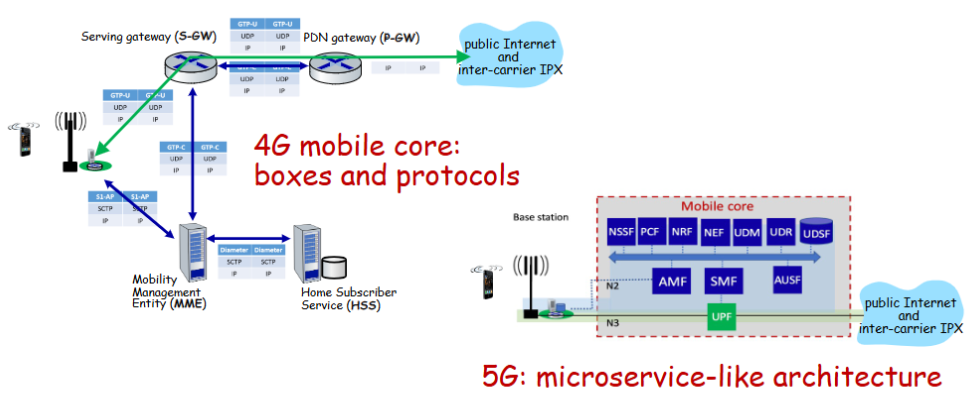 Serving gateway (S-GW)
GTP-U GTP-U
UDP UDP
IP IP
PDN gateway (P-GW)
public Internet
and
inter-carrier IPX
UDP UDP
IP IP
IP IP
GTP-U GTP-U
UDP UDP
IP IP
GTP-C GTP-C
UDP UDP
IP IP
4G mobile core:
boxes and protocols
S1-AP S1-AP
SCTP SCTP
IP IP
Diameter Diameter
SCTP SCTP
IP IP
Mobility
Management
Entity (MME)
Home Subscriber
Service (HSS)
Mobile core
Base station
NSSF PCF NRF NEF UDM UDR UDSF
AMF SMF AUSF
N2
N3
UPF
public Internet
and
inter-carrier IPX
5G: microservice-like architecture